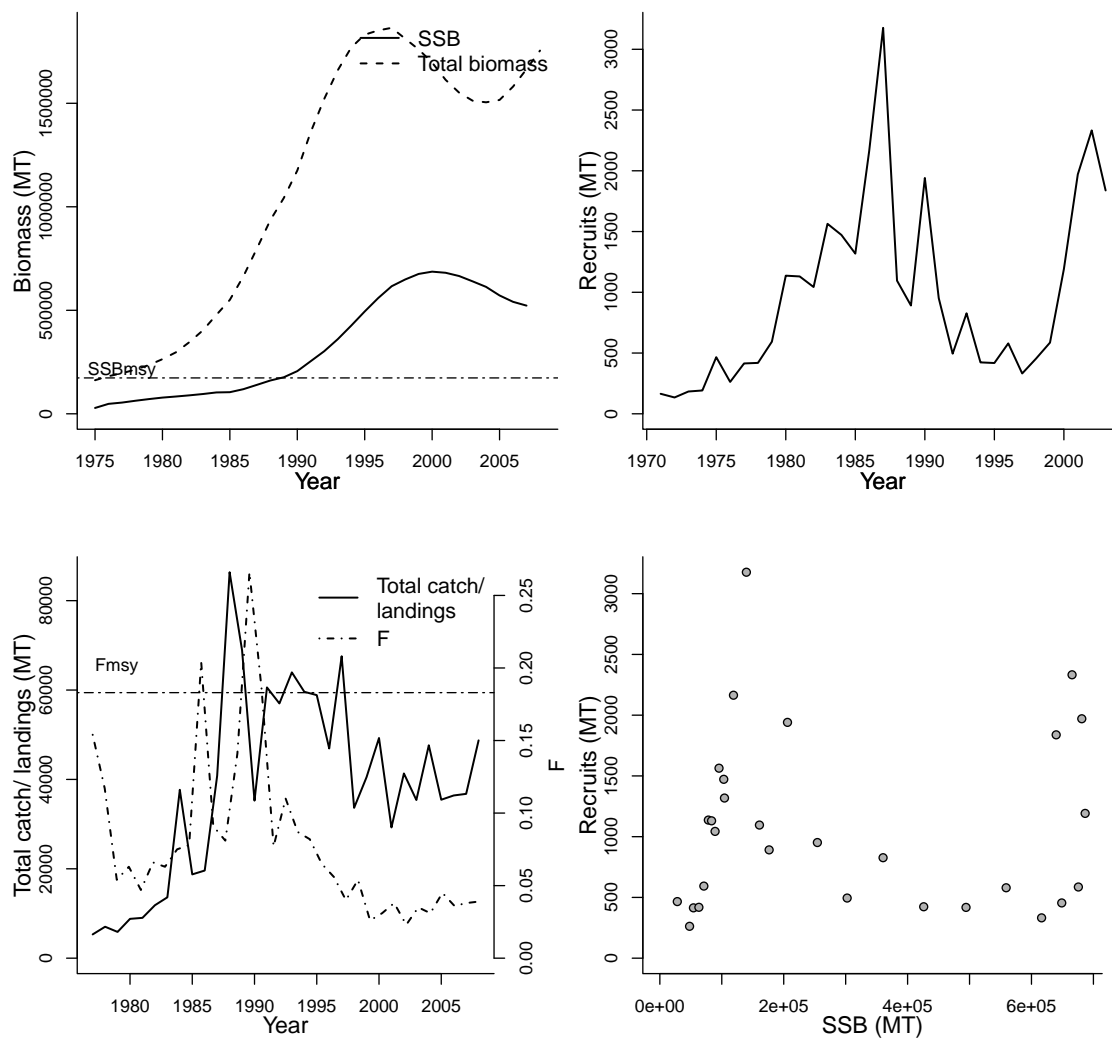 SSB
Total biomass
SSBmsy
Biomass (MT)
0
500000
1000000
1500000
1975 1980 1985 1990 1995 2000 2005
Year
Recruits (MT)
0
500
1000
1500
2000
2500
3000
1970 1975 1980 1985 1990 1995 2000
Year
Total catch/
landings
F
Fmsy
Total catch/ landings (MT)
0
20000
40000
60000
80000
0.00
0.05
0.10
0.15
0.20
0.25
F
1980 1985 1990 1995 2000 2005
Year
Recruits (MT)
0
500
1000
1500
2000
2500
3000
0e+00 2e+05 4e+05 6e+05
SSB (MT)